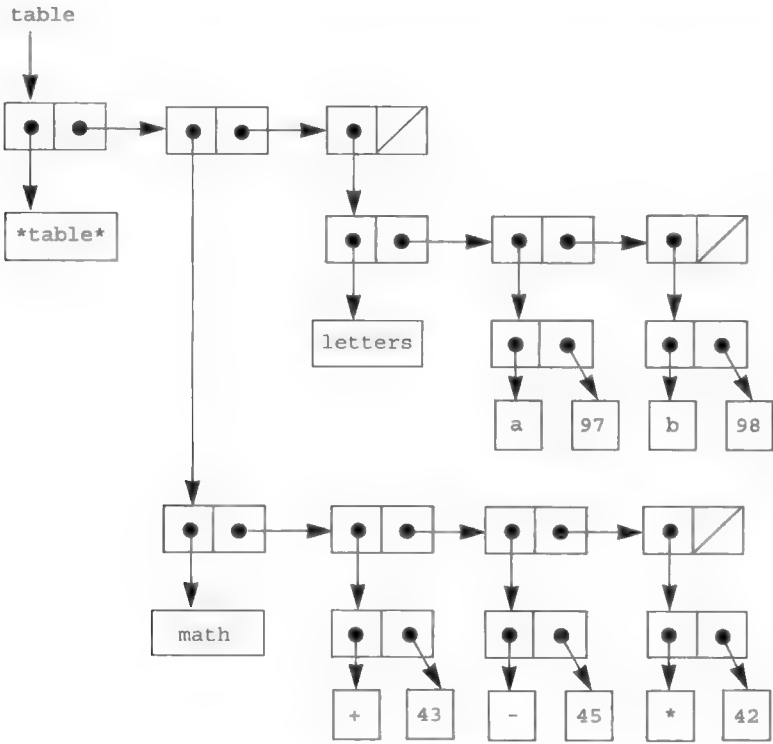 table
*table*
letters
a 97 b 98
math
+ 43 - 45 * 42